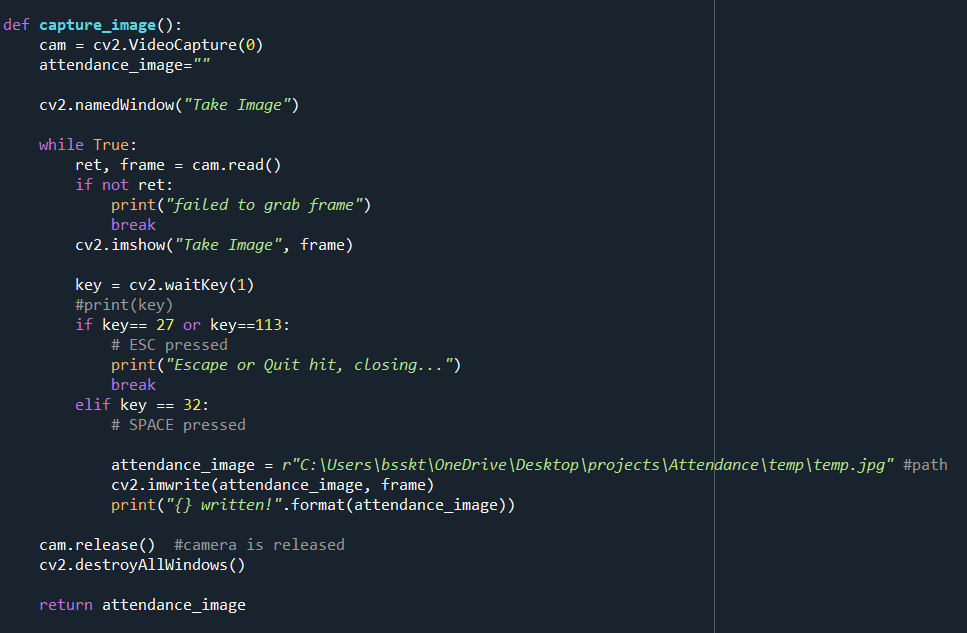 def capture_image():
    cam = cv2.VideoCapture(0)
    attendance_image=""

    cv2.namedWindow("Take Image")

    while True:
        ret, frame = cam.read()
        if not ret:
            print("failed to grab frame")
            break
        cv2.imshow("Take Image", frame)

        key = cv2.waitKey(1)
        #print(key)
        if key== 27 or key==113:
            # ESC pressed
            print("Escape or Quit hit, closing...")
            break
        elif key == 32:
            # SPACE pressed

            attendance_image = r"C:\Users\bsskt\OneDrive\Desktop\projects\Attendance\temp\temp.jpg" #path
            cv2.imwrite(attendance_image, frame)
            print("{} written!".format(attendance_image))

    cam.release()  #camera is released
    cv2.destroyAllWindows()

    return attendance_image